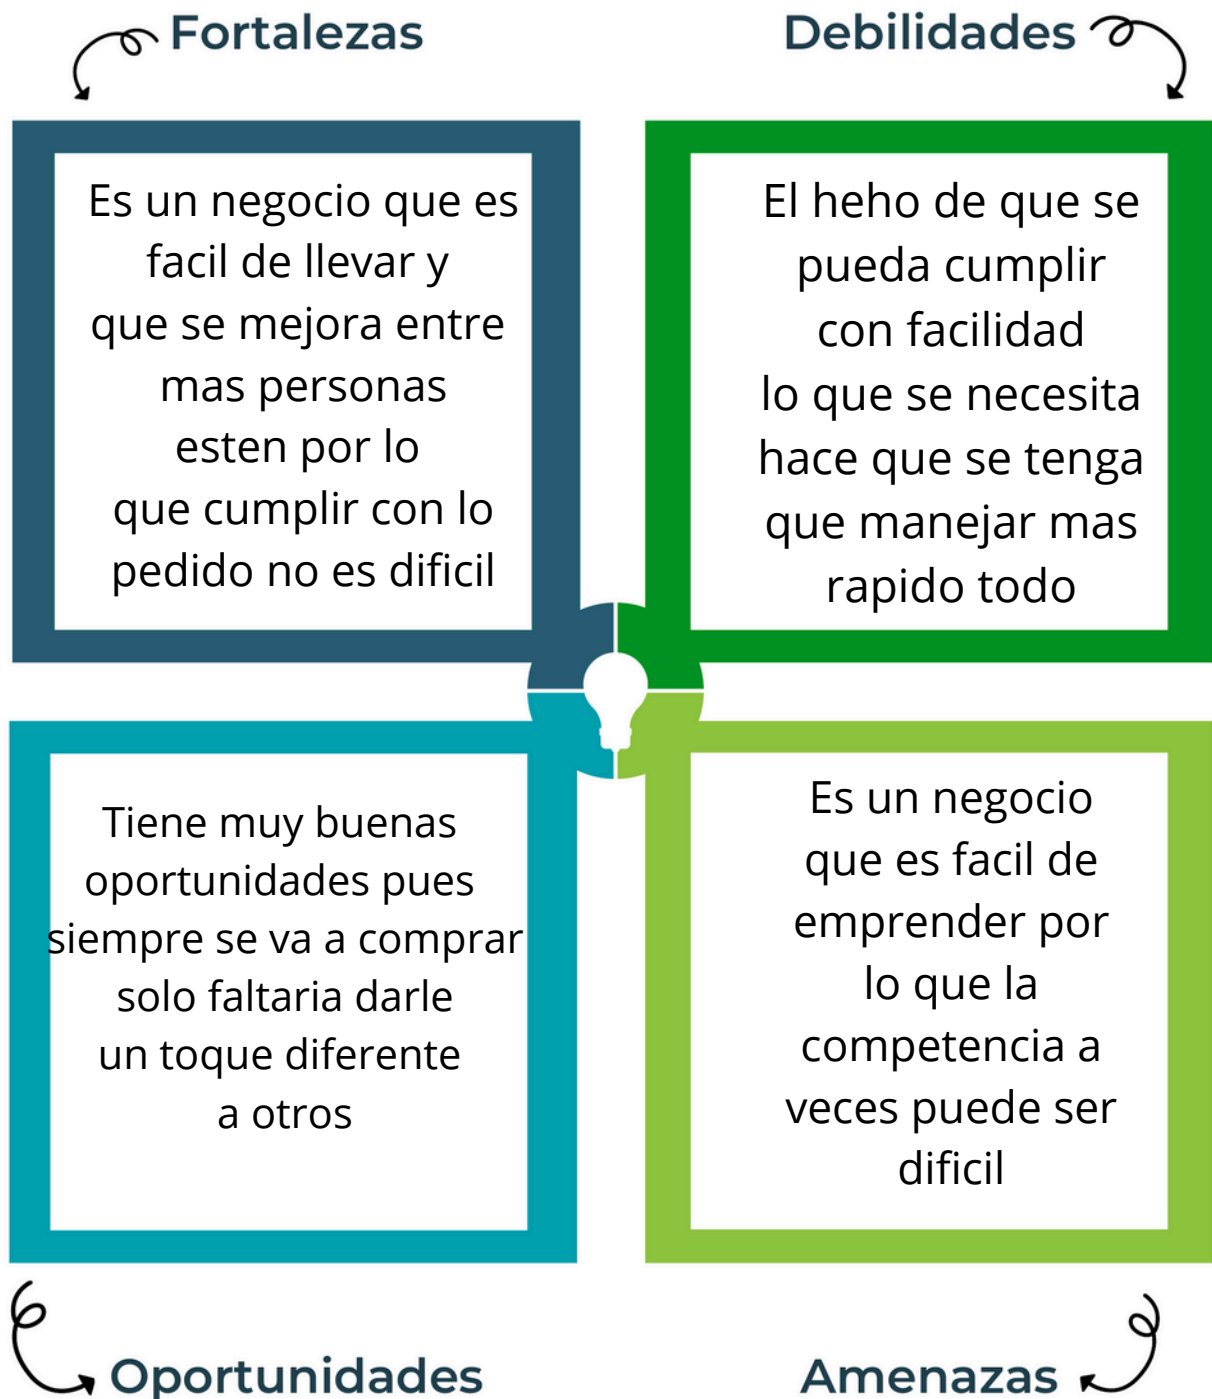 Fortalezas
Es un negocio que es
facil de llevar y
que se mejora entre
mas personas
esten por lo
que cumplir con lo
pedido no es dificil
Debilidades
El heho de que se
pueda cumplir
con facilidad
lo que se necesita
hace que se tenga
que manejar mas
rapido todo
Tiene muy buenas
oportunidades pues
siempre se va a comprar
solo faltaria darle
un toque diferente
a otros
Oportunidades
Es un negocio
que es facil de
emprender por
lo que la
competencia a
veces puede ser
dificil
Amenazas